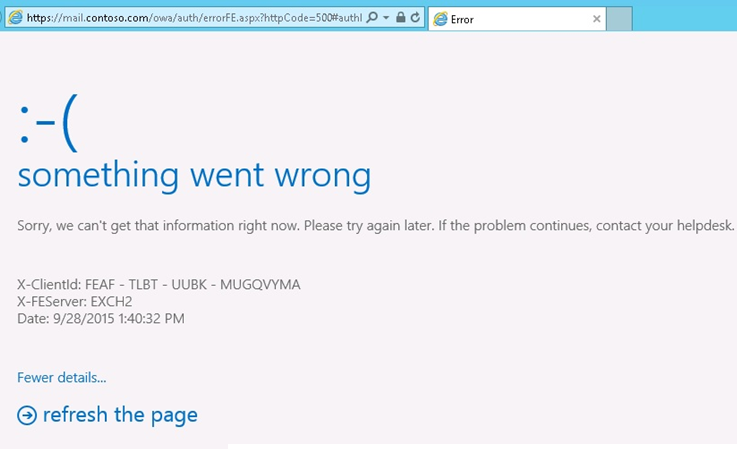 https://mail.contoso.com/owa/auth/errorFE.aspx?httpCode=500#authl
Error
:-(
something went wrong
Sorry, we can't get that information right now. Please try again later. If the problem continues, contact your helpdesk.
X-ClientId: FEAF - TLBT - UUBK - MUGQVYMA
X-FEServer: EXCH2
Date: 9/28/2015 1:40:32 PM
Fewer details...
refresh the page